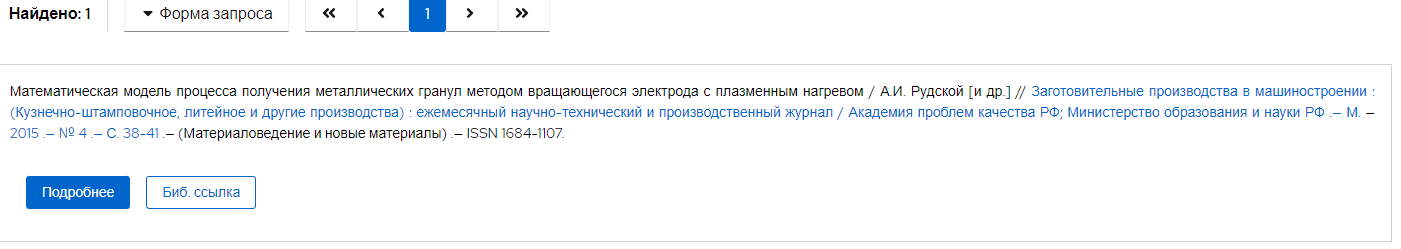 Найдено: 1 Форма запроса 1
Математическая модель процесса получения металлических гранул методом вращающегося электрода с плазменным нагревом / А.И. Рудской [и др.] // Заготовительные производства в машиностроении :
(Кузнечно-штамповочное, литейное и другие производства) : ежемесячный научно-технический и производственный журнал / Академия проблем качества РФ; Министерство образования и науки РФ .— М. —
2015 .— № 4 .— С. 38-41 .— (Материаловедение и новые материалы) .— ISSN 1684-1107.
Подробнее Биб. ссылка